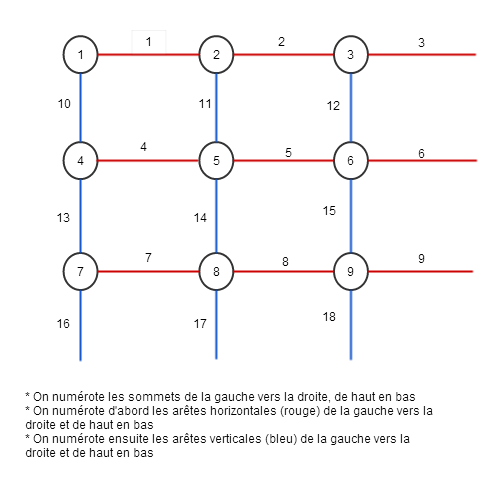 1 2 3
1 2 3
10 11 12
4 5 6
4 5 6
13 14 15
7 8 9
7 8 9
16 17 18
* On numérote les sommets de la gauche vers la droite, de haut en bas
* On numérote d'abord les arêtes horizontales (rouge) de la gauche vers la
droite et de haut en bas
* On numérote ensuite les arêtes verticales (bleu) de la gauche vers la
droite et de haut en bas